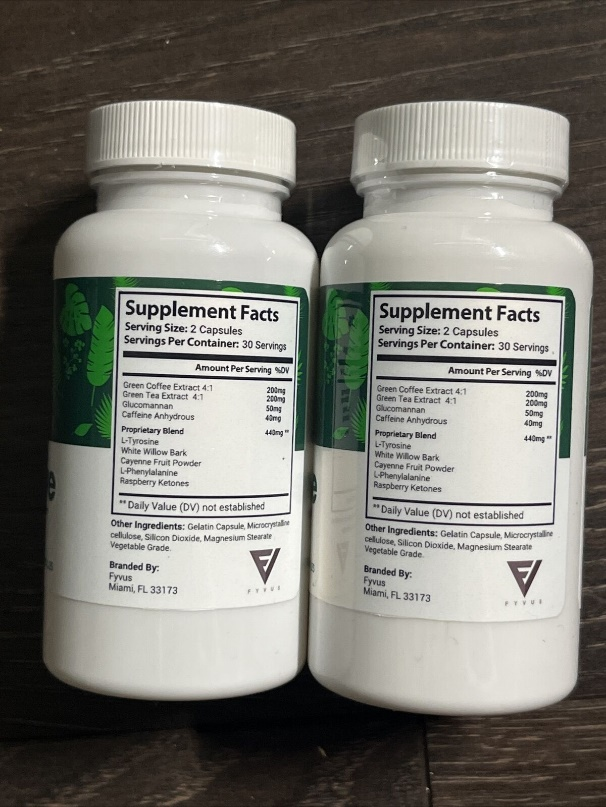 Supplement Facts
Serving Size: 2 Capsules
Servings Per Container: 30 Servings
Amount Per Serving %DV
Green Coffee Extract 4:1 200mg
Green Tea Extract 4:1 200mg
Glucomannan 50mg
Caffeine Anhydrous 40mg
Proprietary Blend 440mg **
L-Tyrosine
White Willow Bark
Cayenne Fruit Powder
L-Phenylalanine
Raspberry Ketones
** Daily Value (DV) not established
Other Ingredients: Gelatin Capsule, Microcrystalline
cellulose, Silicon Dioxide, Magnesium Stearate
Vegetable Grade.
Branded By:
Fyvus
Miami, FL 33173
FYVUS
Supplement Facts
Serving Size: 2 Capsules
Servings Per Container: 30 Servings
Amount Per Serving %DV
Green Coffee Extract 4:1 200mg
Green Tea Extract 4:1 200mg
Glucomannan 50mg
Caffeine Anhydrous 40mg
Proprietary Blend 440mg **
L-Tyrosine
White Willow Bark
Cayenne Fruit Powder
L-Phenylalanine
Raspberry Ketones
** Daily Value (DV) not established
Other Ingredients: Gelatin Capsule, Microcrystalline
cellulose, Silicon Dioxide, Magnesium Stearate
Vegetable Grade.
Branded By:
Fyvus
Miami, FL 33173
FYVUS